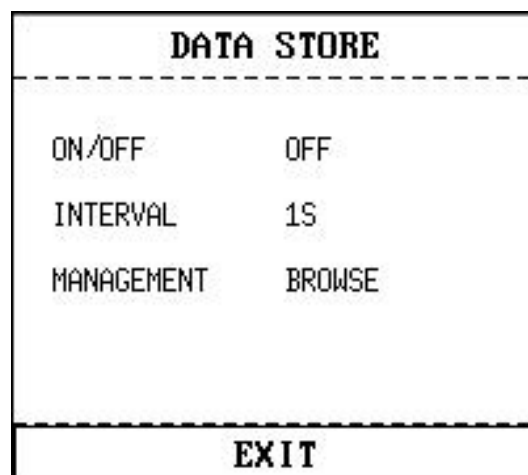 DATA STORE
ON/OFF OFF
INTERVAL 1S
MANAGEMENT BROWSE
EXIT